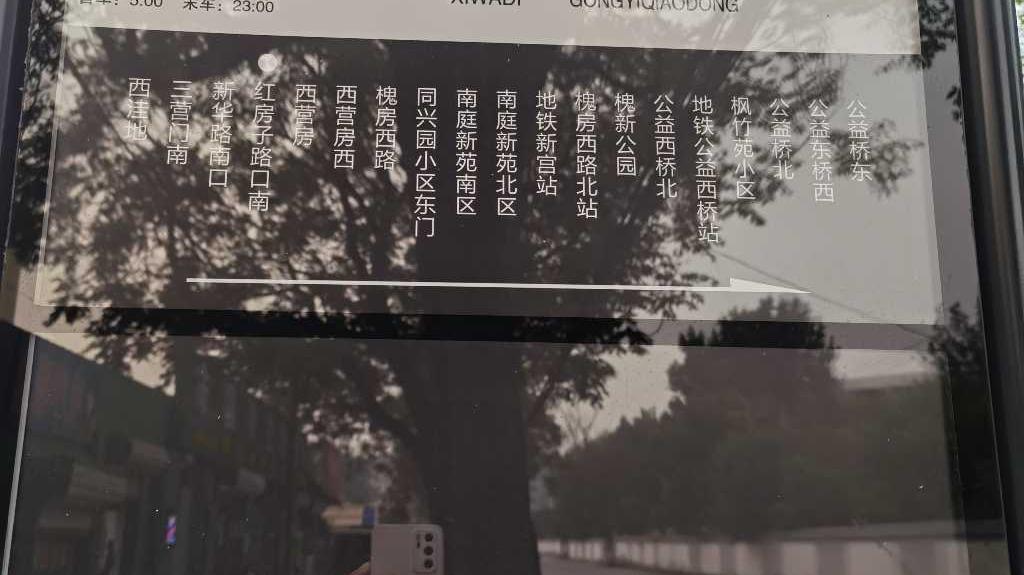 首车：5:00 末车：23:00
XIWADI GONGYIQIAODONG
西洼地
三营门南
新华路南口
红房子路口南
西营房
西营房西
槐房西路
同兴园小区东门
南庭新苑南区
南庭新苑北区
地铁新宫站
槐房西路北站
槐新公园
公益西桥北
地铁公益西桥站
枫竹苑小区
公益桥北
公益东桥西
公益桥东